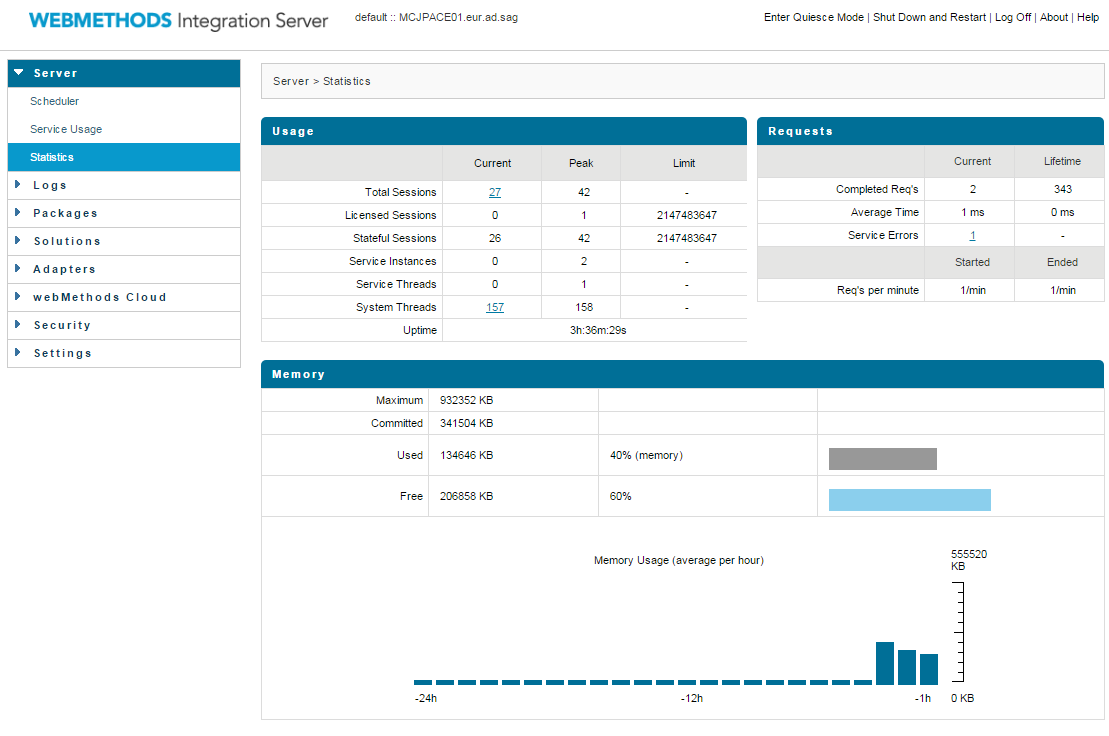 WEBMETHODS Integration Server
default :: MCJPACE01.eur.ad.sag
Enter Quiesce Mode | Shut Down and Restart | Log Off | About | Help
Server
Scheduler
Service Usage
Statistics
Logs
Packages
Solutions
Adapters
webMethods Cloud
Security
Settings
Server > Statistics
Usage
Current Peak Limit
Total Sessions 27 42 -
Licensed Sessions 0 1 2147483647
Stateful Sessions 26 42 2147483647
Service Instances 0 2 -
Service Threads 0 1 -
System Threads 157 158 -
Uptime 3h:36m:29s
Requests
Current Lifetime
Completed Req's 2 343
Average Time 1 ms 0 ms
Service Errors 1 -
Started Ended
Req's per minute 1/min 1/min
Memory
Maximum 932352 KB
Committed 341504 KB
Used 134646 KB 40% (memory)
Free 206858 KB 60%
Memory Usage (average per hour)
555520
KB
-24h -12h -1h 0 KB